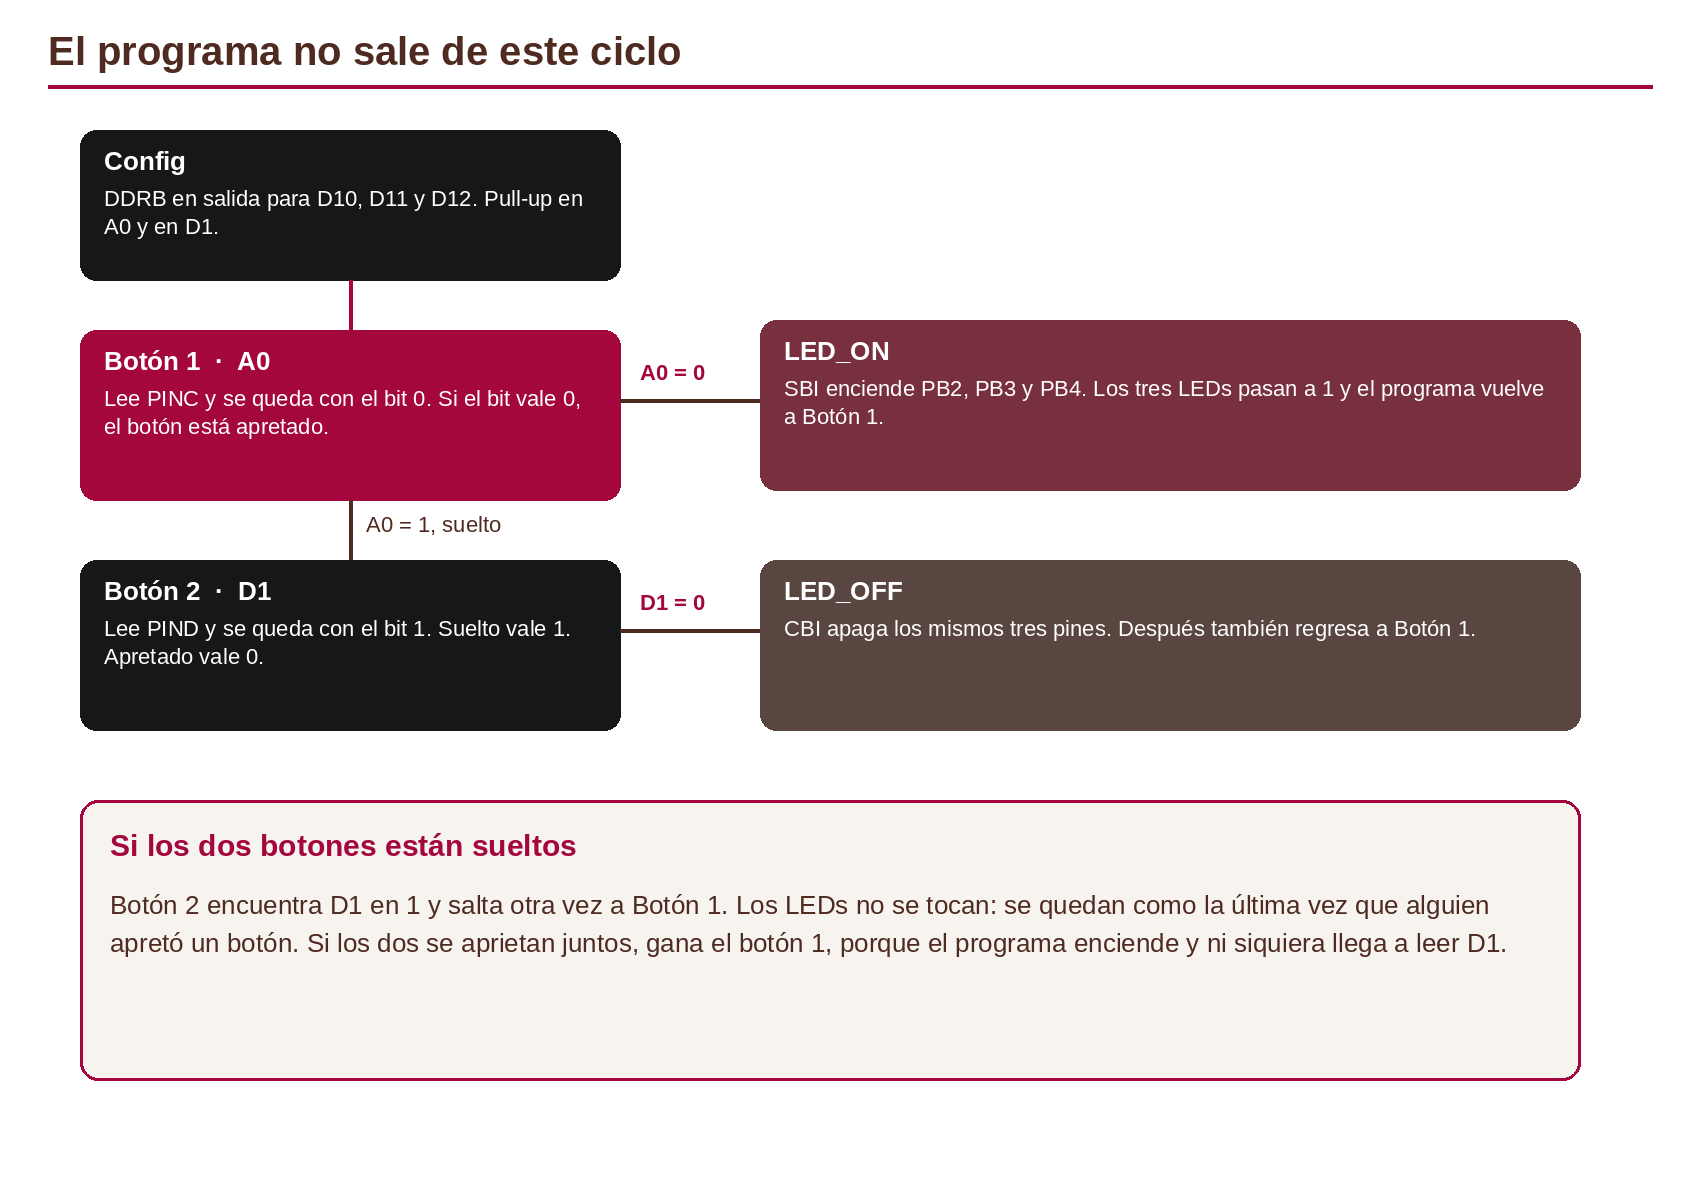 El programa no sale de este ciclo
Config
DDRB en salida para D10, D11 y D12. Pull-up en
A0 y en D1.
Botón 1 · A0
Lee PINC y se queda con el bit 0. Si el bit vale 0,
el botón está apretado.
A0 = 0
LED_ON
SBI enciende PB2, PB3 y PB4. Los tres LEDs pasan a 1 y el programa vuelve
a Botón 1.
A0 = 1, suelto
Botón 2 · D1
Lee PIND y se queda con el bit 1. Suelto vale 1.
Apretado vale 0.
D1 = 0
LED_OFF
CBI apaga los mismos tres pines. Después también regresa a Botón 1.
Si los dos botones están sueltos
Botón 2 encuentra D1 en 1 y salta otra vez a Botón 1. Los LEDs no se tocan: se quedan como la última vez que alguien
apretó un botón. Si los dos se aprietan juntos, gana el botón 1, porque el programa enciende y ni siquiera llega a leer D1.